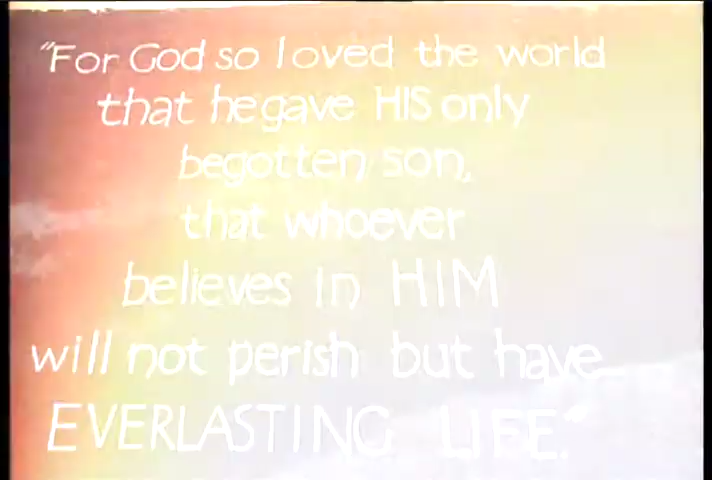 "For God so loved the world
that he gave HIS only
begotten son,
that whoever
believes in HIM
will not perish but have
EVERLASTING LIFE."